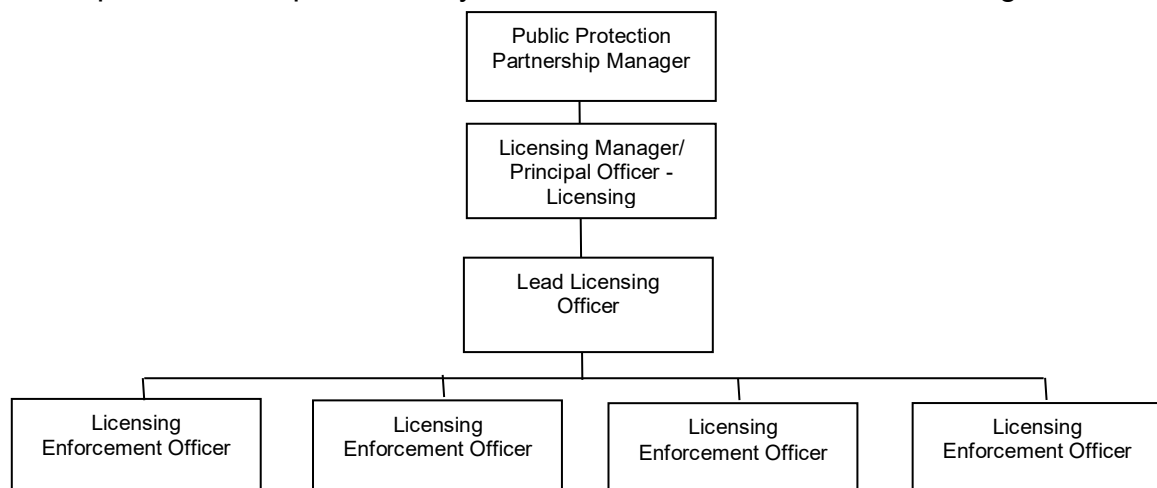 Public Protection
Partnership Manager
Licensing Manager/
Principal Officer -
Licensing
Lead Licensing
Officer
Licensing
Enforcement Officer
Licensing
Enforcement Officer
Licensing
Enforcement Officer
Licensing
Enforcement Officer